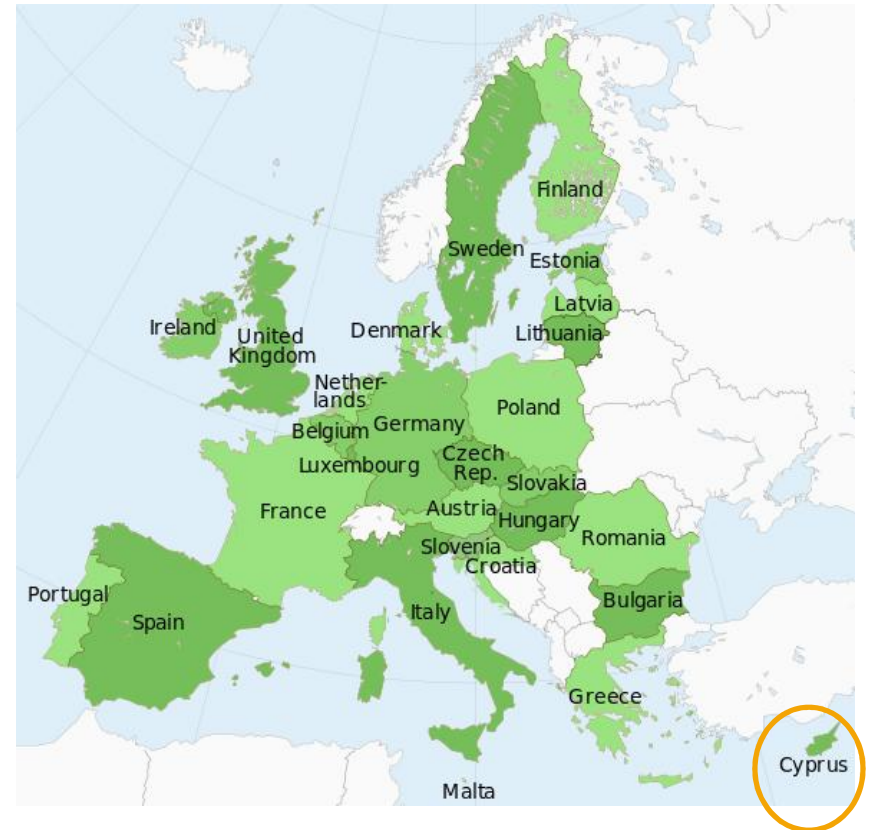 Finland
Sweden
Estonia
Latvia
Lithuania
Ireland
United
Kingdom
Denmark
Nether-
lands
Belgium
Germany
Poland
Luxembourg
Czech
Rep.
Slovakia
France
Austria
Hungary
Romania
Slovenia
Croatia
Portugal
Spain
Italy
Bulgaria
Greece
Cyprus
Malta